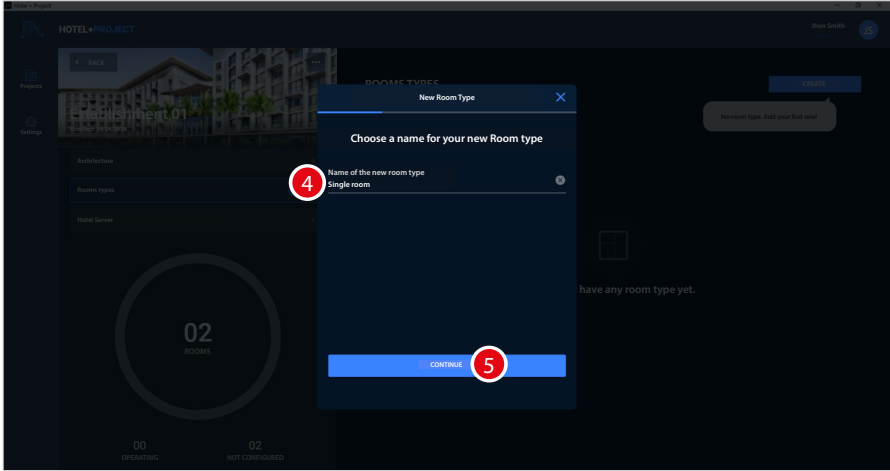 Hotel + Project
HOTEL+PROJECT
Jhon Smith
JS
BACK
Projects
Settings
Establishment 01
Architecture
Rooms types
Hotel Server
02
ROOMS
00
OPERATING
02
NOT CONFIGURED
ROOMS TYPES
CREATE
No room type. Add your first one!
have any room type yet.
New Room Type
Choose a name for your new Room type
4
Name of the new room type
Single room
CONTINUE
5